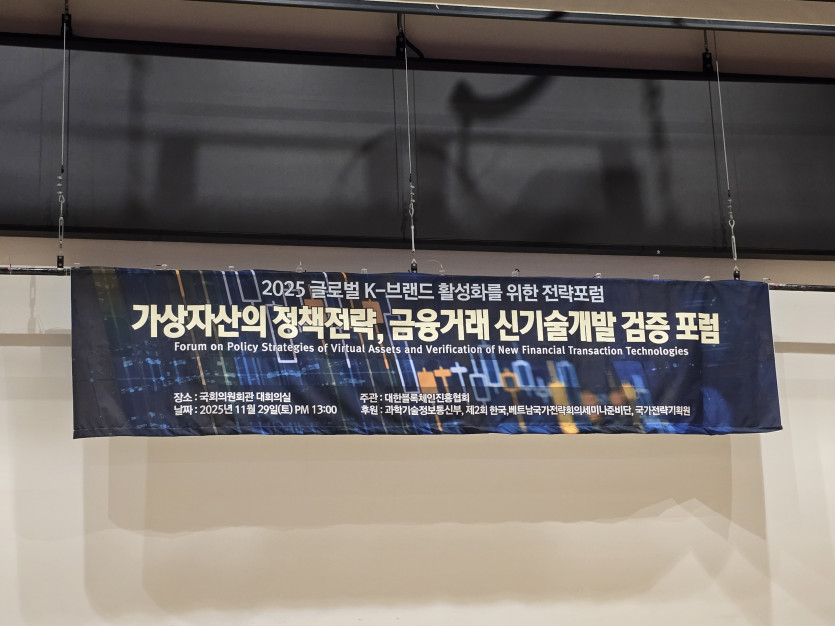 2025 글로벌 K-브랜드 활성화를 위한 전략포럼
가상자산의 정책전략, 금융거래 신기술개발 검증 포럼
Forum on Policy Strategies of Virtual Assets and Verification of New Financial Transaction Technologies
장소 : 국회의원회관 대회의실
날짜 : 2025년 11월 29일(토) PM 13:00
주관 : 대한블록체인진흥협회
후원 : 과학기술정보통신부, 제2회 한국,베트남국가전략회의세미나준비단, 국가전략기획원